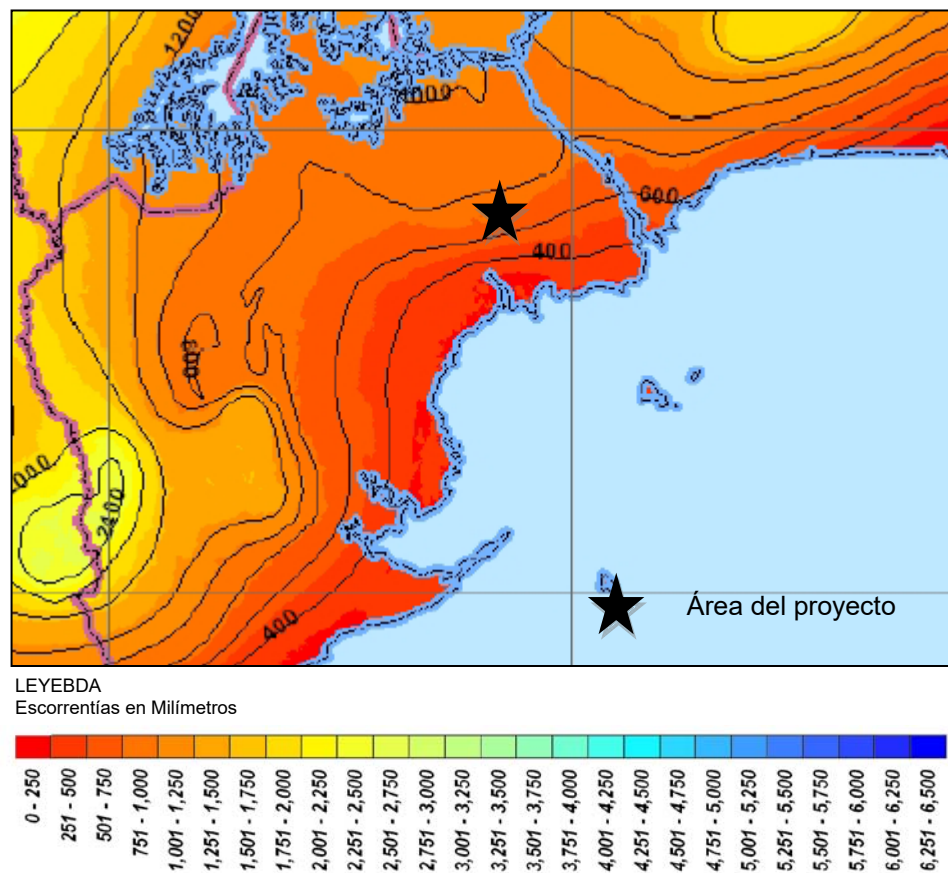 1200
1000
600
400
000
2400
400
Área del proyecto
LEYEBDA
Escorrentías en Milímetros
0 - 250
251 - 500
501 - 750
751 - 1,000
1,001 - 1,250
1,251 - 1,500
1,501 - 1,750
1,751 - 2,000
2,001 - 2,250
2,251 - 2,500
2,501 - 2,750
2,751 - 3,000
3,001 - 3,250
3,251 - 3,500
3,501 - 3,750
3,751 - 4,000
4,001 - 4,250
4,251 - 4,500
4,501 - 4,750
4,751 - 5,000
5,001 - 5,250
5,251 - 5,500
5,501 - 5,750
5,751 - 6,000
6,001 - 6,250
6,251 - 6,500